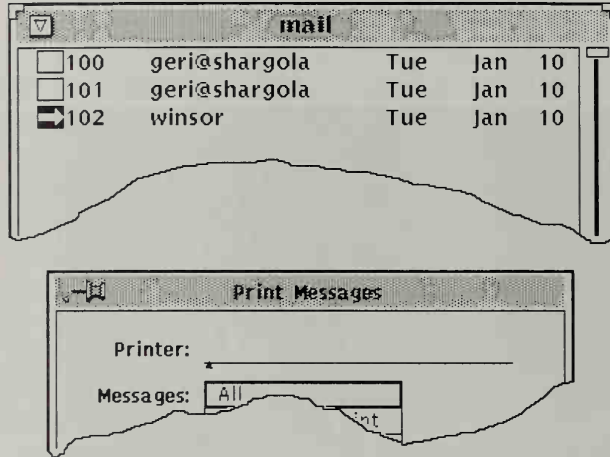 mail
100 geri@shargola Tue Jan 10
101 geri@shargola Tue Jan 10
102 winsor Tue Jan 10
Print Messages
Printer:
Messages: All